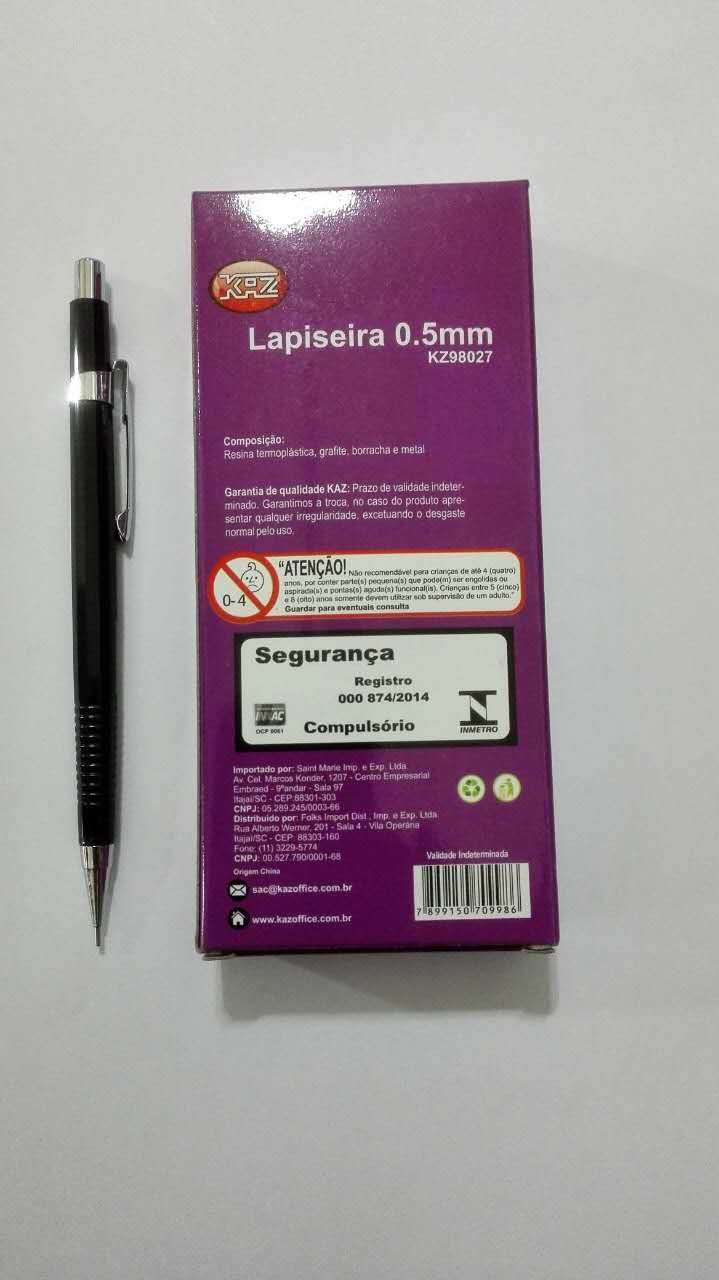 KAZ
Lapiseira 0.5mm
KZ98027
Composição:
Resina termoplástica, grafite, borracha e metal
Garantia de qualidade KAZ: Prazo de validade indeter-
minado. Garantimos a troca, no caso do produto apre-
sentar qualquer irregularidade, excetuando o desgaste
normal pelo uso.
"ATENÇÃO! Não recomendável para crianças de até 4 (quatro)
anos, por conter parte(s) pequena(s) que pode(m) ser engolidas ou
aspirada(s) e pontas(s) aguda(s) funcional(is). Crianças entre 5 (cinco)
e 8 (oito) anos somente devem utilizar sob supervisão de um adulto."
Guardar para eventuais consulta
0-4
Segurança
Registro
000 874/2014
Compulsório
OCP 0061
INMETRO
Importado por: Saint Marie Imp. e Exp. Ltda.
Av. Cel. Marcos Konder, 1207 - Centro Empresarial
Embraed - 9ºandar - Sala 97
Itajaí/SC - CEP:88301-303
CNPJ: 05.289.245/0003-66
Distribuído por: Folks Import Dist., Imp. e Exp. Ltda.
Rua Alberto Werner, 201 - Sala 4 - Vila Operária
Itajaí/SC - CEP: 88303-160
Fone: (11) 3229-5774
CNPJ: 00.527.790/0001-68
Origem China
sac@kazoffice.com.br
www.kazoffice.com.br
Validade Indeterminada
7 899150 709986